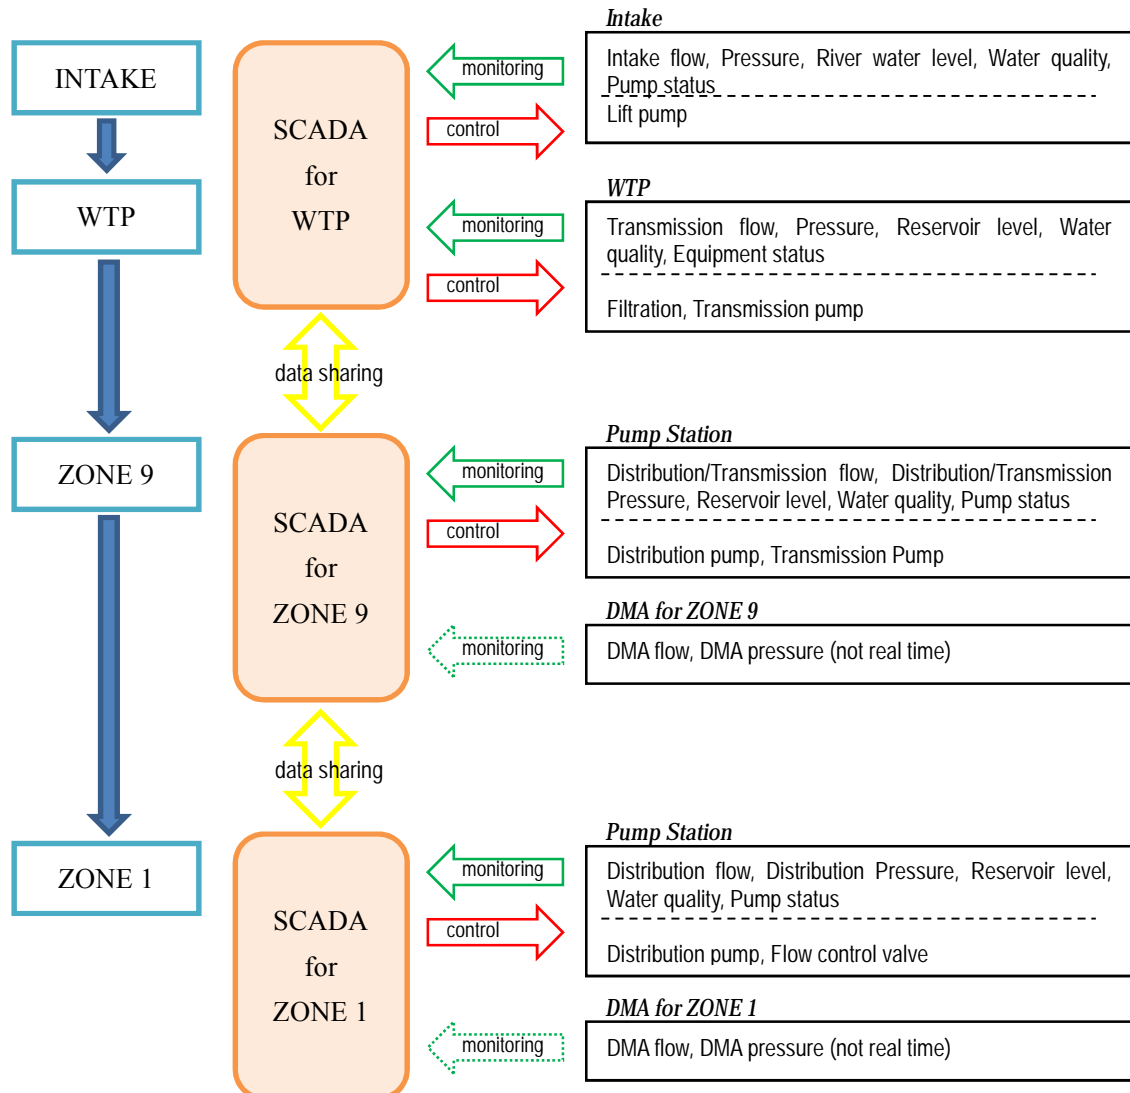 INTAKE
WTP
ZONE 9
ZONE 1
SCADA
for
WTP
data sharing
SCADA
for
ZONE 9
data sharing
SCADA
for
ZONE 1
Intake
monitoring
Intake flow, Pressure, River water level, Water quality,
Pump status
control
Lift pump
WTP
monitoring
Transmission flow, Pressure, Reservoir level, Water
quality, Equipment status
control
Filtration, Transmission pump
Pump Station
monitoring
Distribution/Transmission flow, Distribution/Transmission
Pressure, Reservoir level, Water quality, Pump status
control
Distribution pump, Transmission Pump
DMA for ZONE 9
monitoring
DMA flow, DMA pressure (not real time)
Pump Station
monitoring
Distribution flow, Distribution Pressure, Reservoir level,
Water quality, Pump status
control
Distribution pump, Flow control valve
DMA for ZONE 1
monitoring
DMA flow, DMA pressure (not real time)